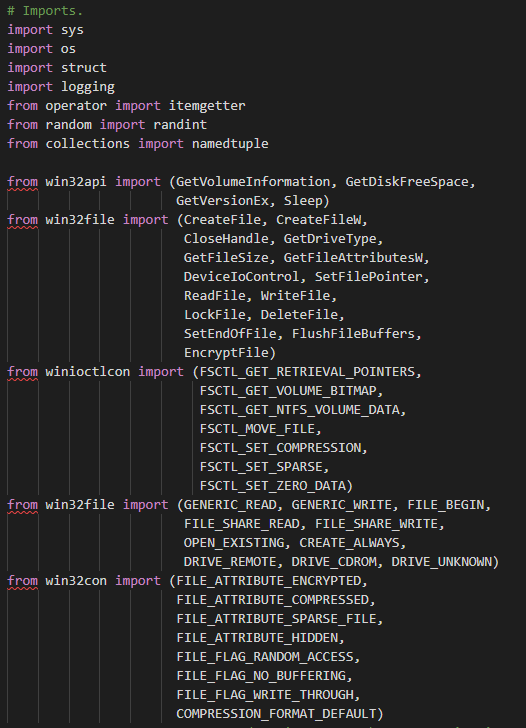 # Imports.
import sys
import os
import struct
import logging
from operator import itemgetter
from random import randint
from collections import namedtuple
from win32api import (GetVolumeInformation, GetDiskFreeSpace,
GetVersionEx, Sleep)
from win32file import (CreateFile, CreateFileW,
CloseHandle, GetDriveType,
GetFileSize, GetFileAttributesW,
DeviceIoControl, SetFilePointer,
ReadFile, WriteFile,
LockFile, DeleteFile,
SetEndOfFile, FlushFileBuffers,
EncryptFile)
from winioctlcon import (FSCTL_GET_RETRIEVAL_POINTERS,
FSCTL_GET_VOLUME_BITMAP,
FSCTL_GET_NTFS_VOLUME_DATA,
FSCTL_MOVE_FILE,
FSCTL_SET_COMPRESSION,
FSCTL_SET_SPARSE,
FSCTL_SET_ZERO_DATA)
from win32file import (GENERIC_READ, GENERIC_WRITE, FILE_BEGIN,
FILE_SHARE_READ, FILE_SHARE_WRITE,
OPEN_EXISTING, CREATE_ALWAYS,
DRIVE_REMOTE, DRIVE_CDROM, DRIVE_UNKNOWN)
from win32con import (FILE_ATTRIBUTE_ENCRYPTED,
FILE_ATTRIBUTE_COMPRESSED,
FILE_ATTRIBUTE_SPARSE_FILE,
FILE_ATTRIBUTE_HIDDEN,
FILE_FLAG_RANDOM_ACCESS,
FILE_FLAG_NO_BUFFERING,
FILE_FLAG_WRITE_THROUGH,
COMPRESSION_FORMAT_DEFAULT)